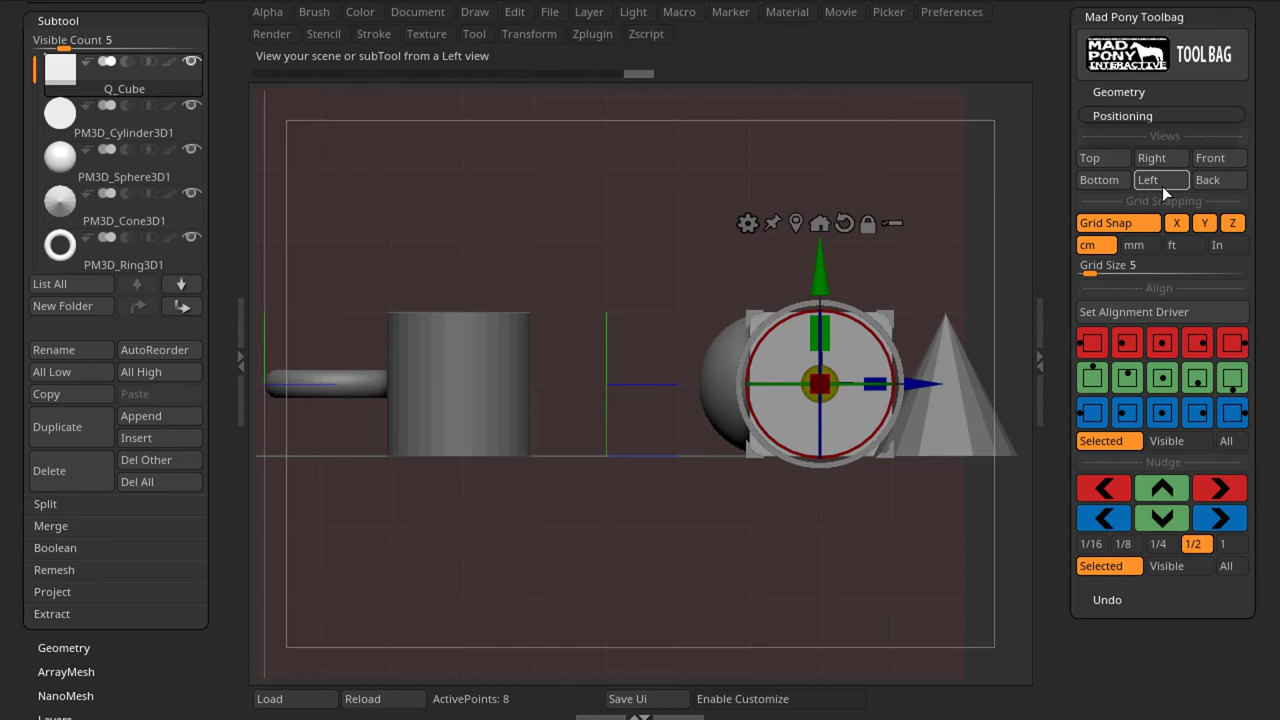 Subtool
Visible Count 5
Q_Cube
PM3D_Cylinder3D1
PM3D_Sphere3D1
PM3D_Cone3D1
PM3D_Ring3D1
List All
New Folder
Rename AutoReorder
All Low All High
Copy Paste
Duplicate Append
Insert
Delete Del Other
Del All
Split
Merge
Boolean
Remesh
Project
Extract
Geometry
ArrayMesh
NanoMesh
Layers
Alpha Brush Color Document Draw Edit File Layer Light Macro Marker Material Movie Picker Preferences
Render Stencil Stroke Texture Tool Transform Zplugin Zscript
View your scene or subTool from a Left view
Load Reload ActivePoints: 8 Save Ui Enable Customize
Mad Pony Toolbag
MAD PONY INTERACTIVE TOOL BAG
Geometry
Positioning
Views
Top Right Front
Bottom Left Back
Grid Snapping
Grid Snap X Y Z
cm mm ft In
Grid Size 5
Align
Set Alignment Driver
Selected Visible All
Nudge
1/16 1/8 1/4 1/2 1
Selected Visible All
Undo